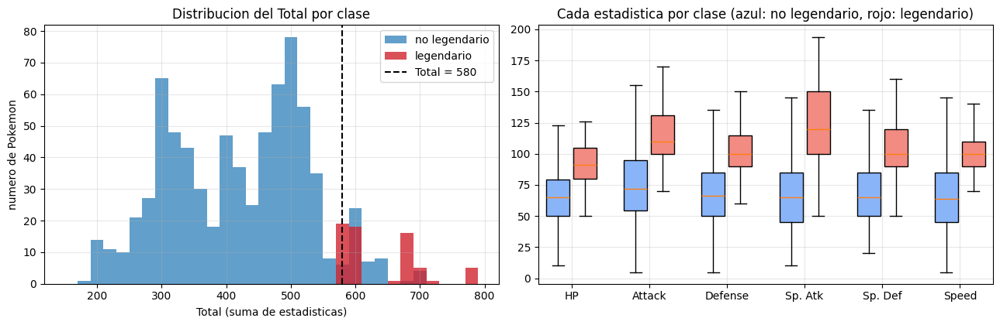 Distribucion del Total por clase
80
70
60
50
40
30
20
10
0
numero de Pokemon
200 300 400 500 600 700 800
Total (suma de estadisticas)
no legendario
legendario
Total = 580
Cada estadistica por clase (azul: no legendario, rojo: legendario)
200
175
150
125
100
75
50
25
0
HP Attack Defense Sp. Atk Sp. Def Speed